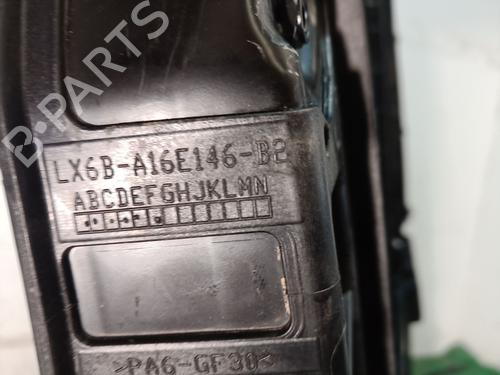 B-PARTS
LX6B-A16E146-B2
ABCDEFGHJKLMN
>PA6-GF30<